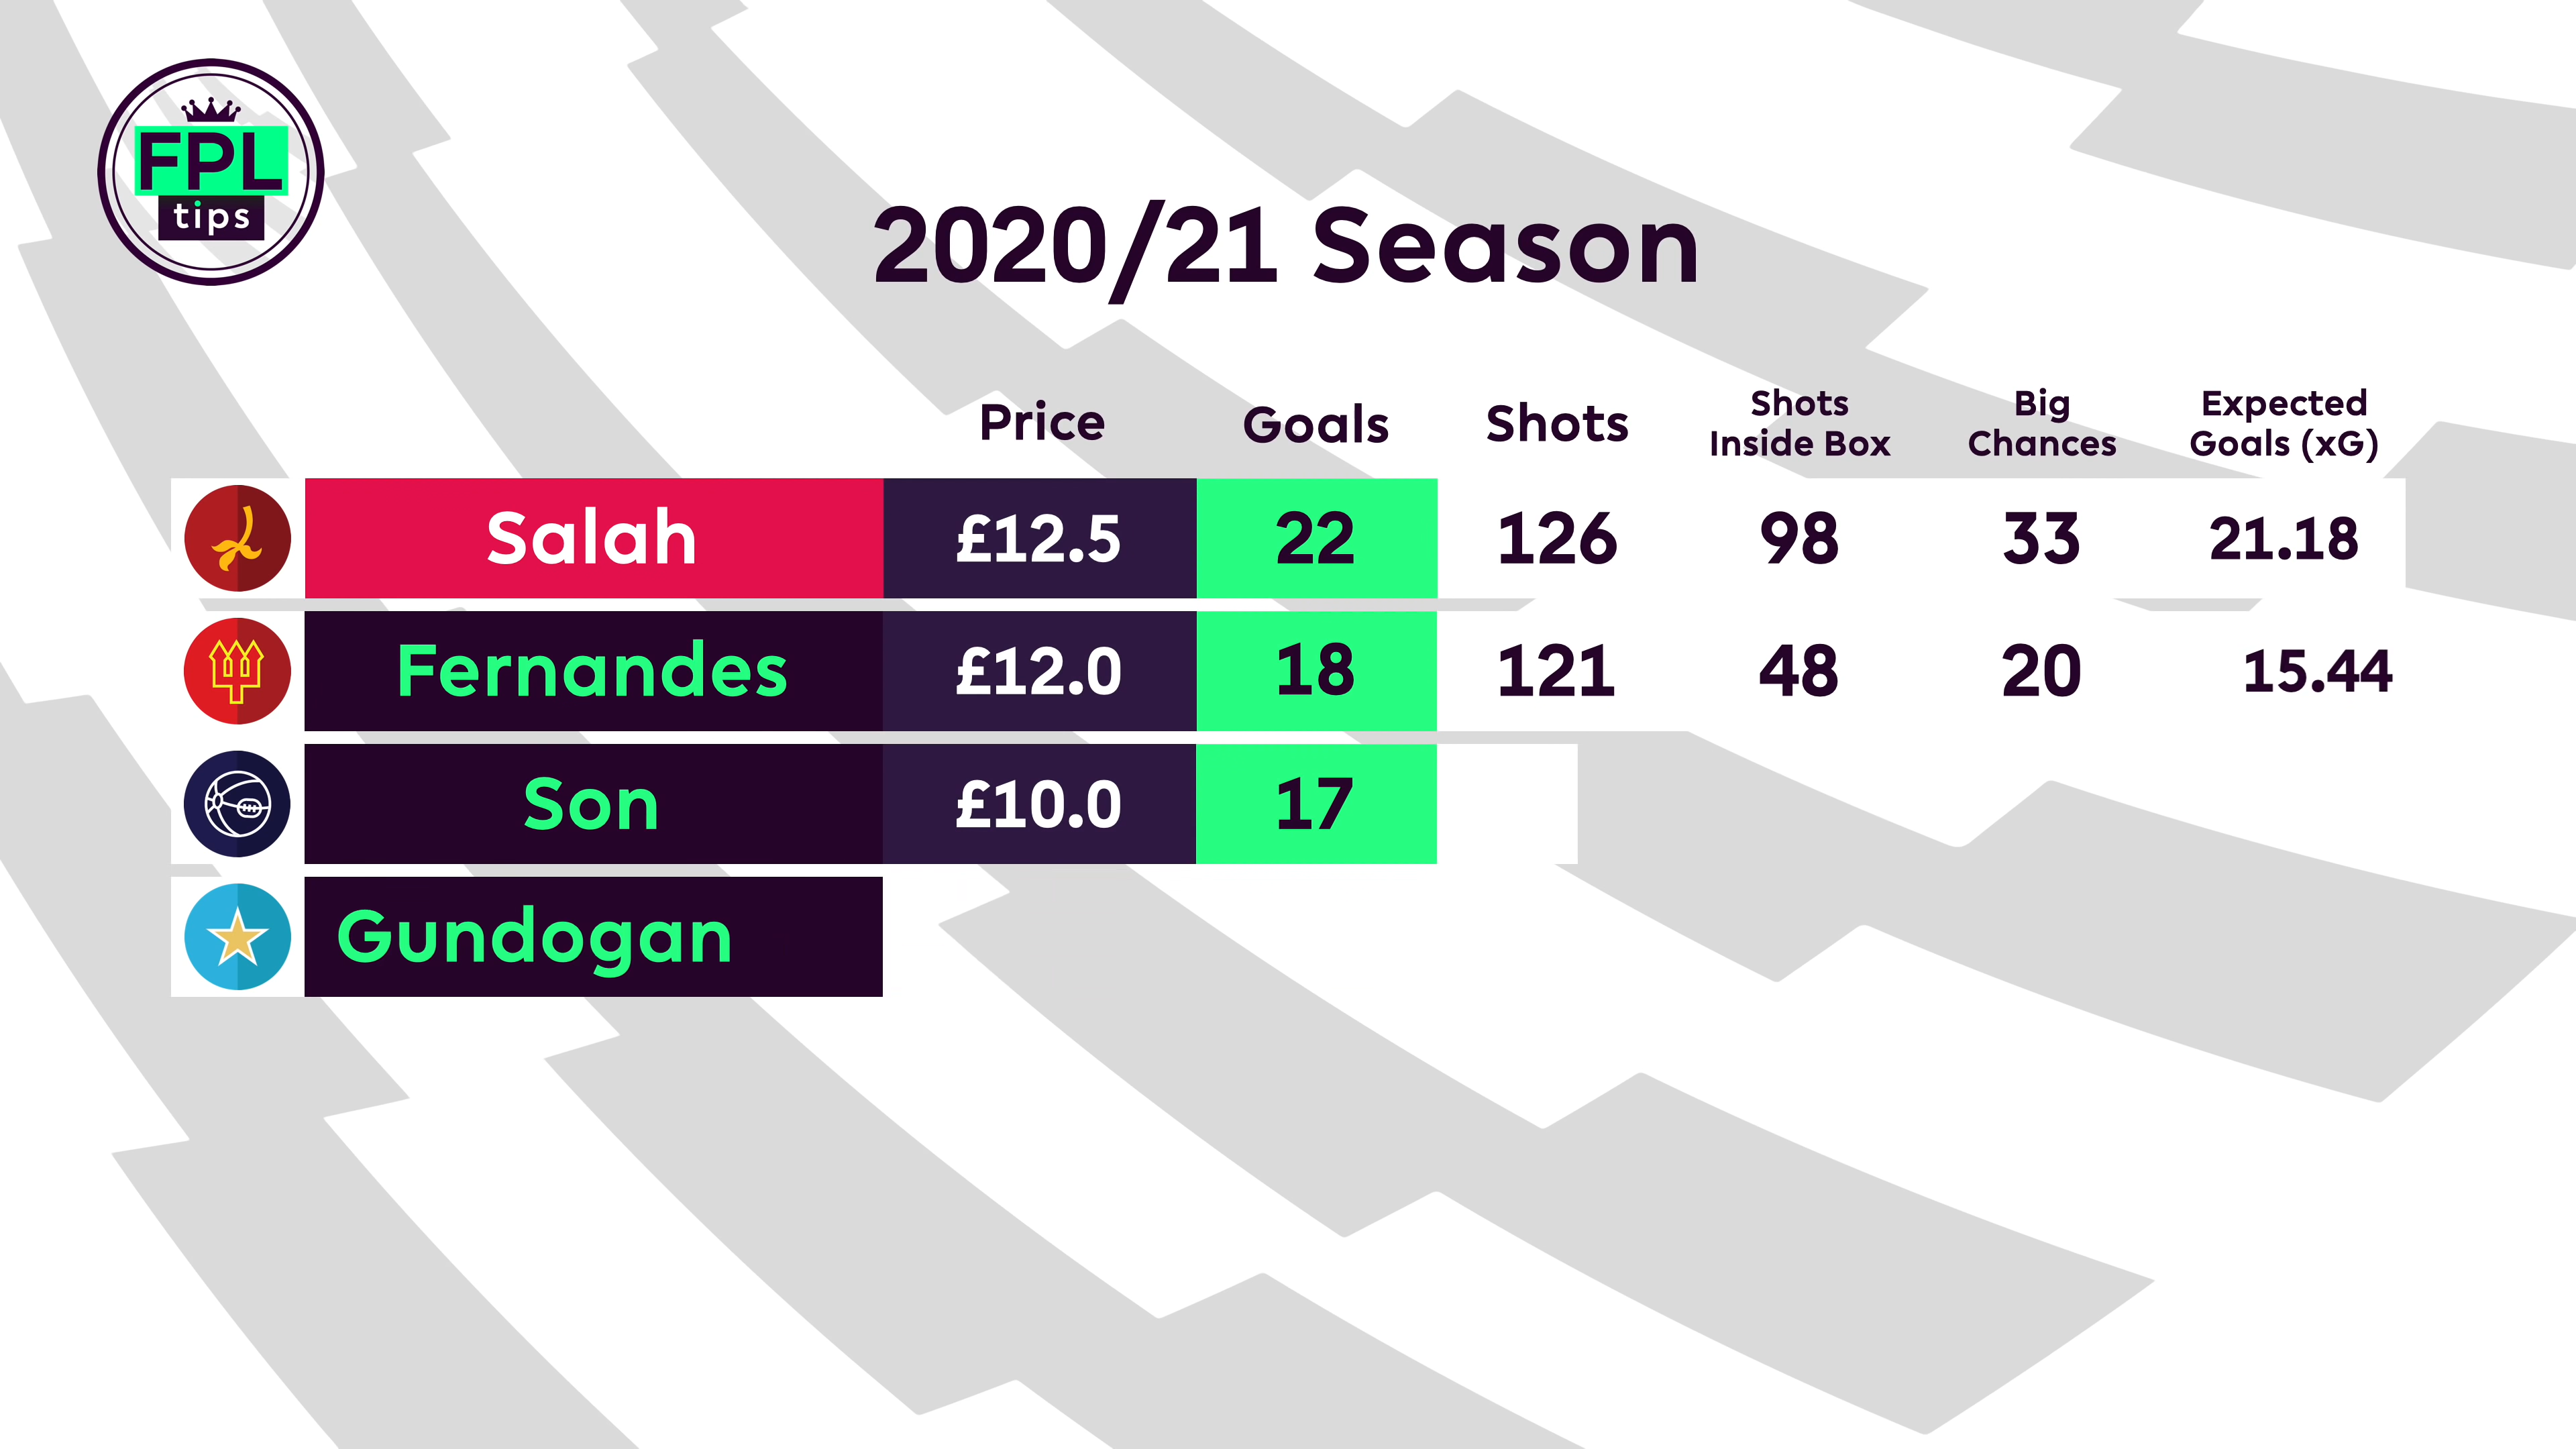 FPL
tips
2020/21 Season
Price Goals Shots Shots Inside Box Big Chances Expected Goals (xG)
Salah £12.5 22 126 98 33 21.18
Fernandes £12.0 18 121 48 20 15.44
Son £10.0 17
Gundogan